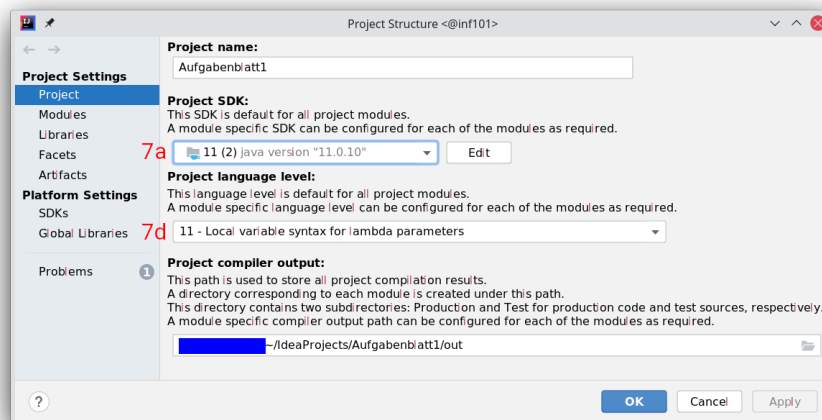 Project Structure <@inf101>
Project Settings
Project
Modules
Libraries
Facets
Artifacts
Platform Settings
SDKs
Global Libraries
Problems 1
Project name:
Aufgabenblatt1
Project SDK:
This SDK is default for all project modules.
A module specific SDK can be configured for each of the modules as required.
7a 11 (2) java version "11.0.10" Edit
Project language level:
This language level is default for all project modules.
A module specific language level can be configured for each of the modules as required.
7d 11 - Local variable syntax for lambda parameters
Project compiler output:
This path is used to store all project compilation results.
A directory corresponding to each module is created under this path.
This directory contains two subdirectories: Production and Test for production code and test sources, respectively.
A module specific compiler output path can be configured for each of the modules as required.
~/IdeaProjects/Aufgabenblatt1/out
? OK Cancel Apply